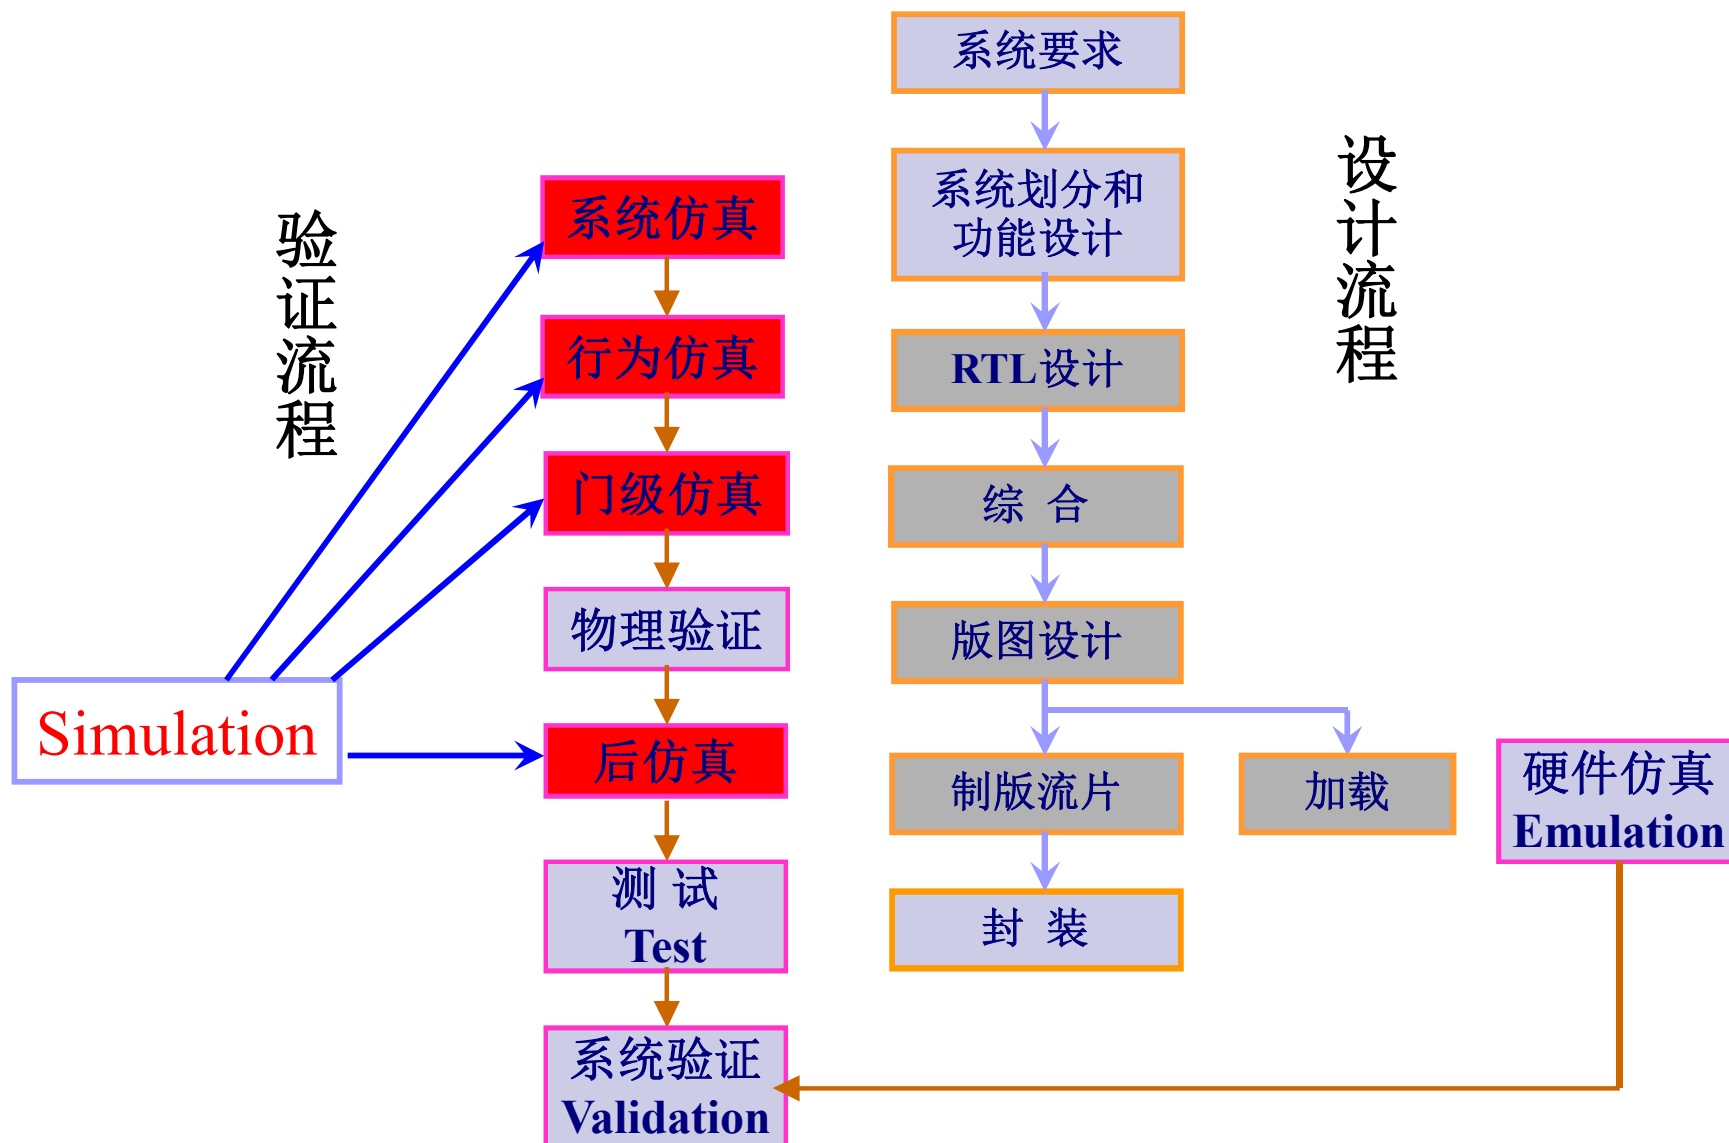 验证流程
系统仿真
行为仿真
门级仿真
物理验证
后仿真
测 试
Test
系统验证
Validation
Simulation
系统要求
系统划分和
功能设计
RTL设计
综 合
版图设计
制版流片
加载
封 装
设计流程
硬件仿真
Emulation